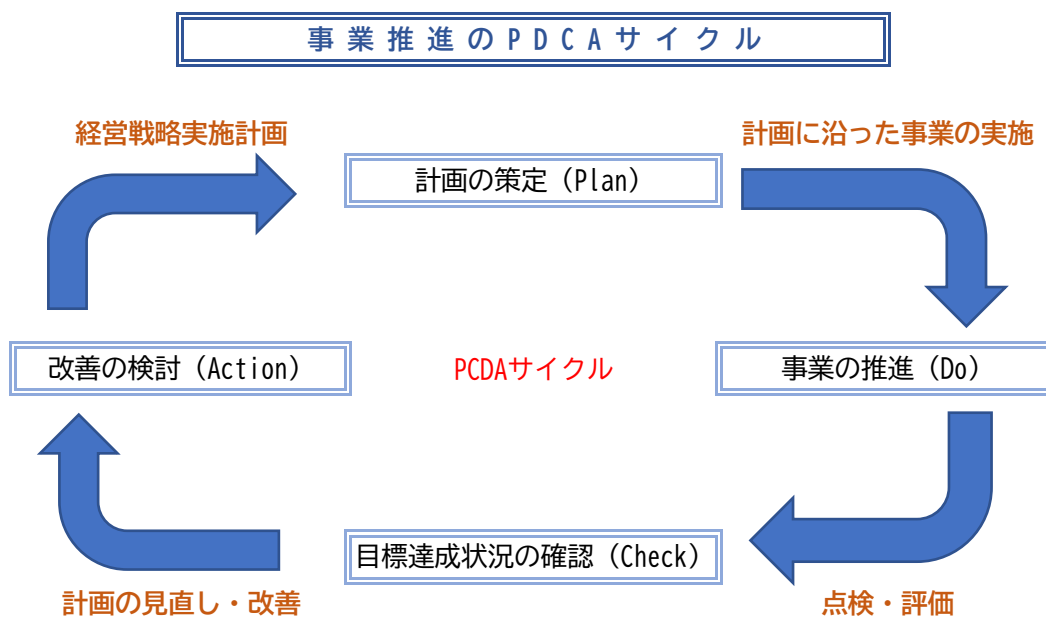 事業推進のPDCAサイクル
経営戦略実施計画
計画に沿った事業の実施
計画の策定（Plan）
改善の検討（Action）
PCDAサイクル
事業の推進（Do）
目標達成状況の確認（Check）
計画の見直し・改善
点検・評価